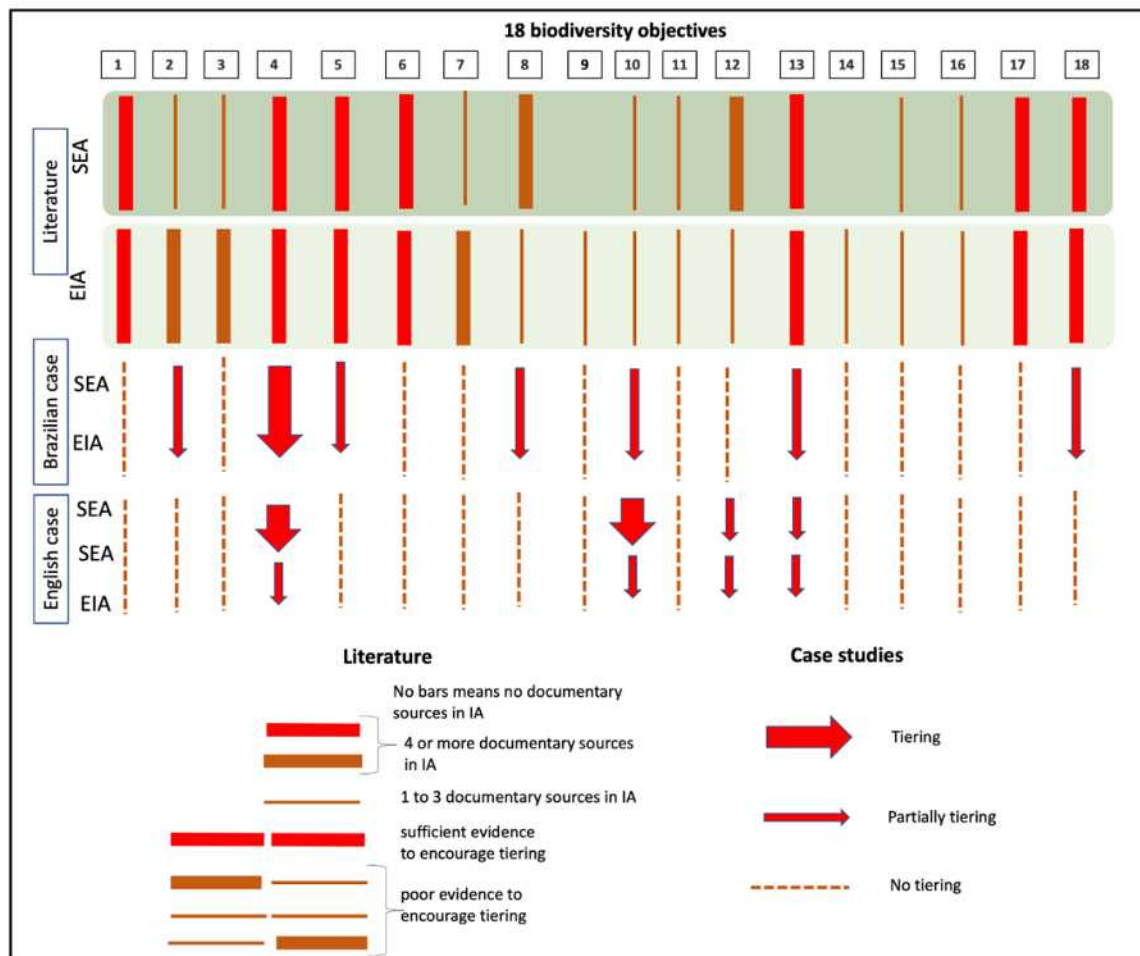 18 biodiversity objectives
1 2 3 4 5 6 7 8 9 10 11 12 13 14 15 16 17 18
Literature
SEA
EIA
Brazilian case
SEA
EIA
English case
SEA
SEA
EIA
Literature
No bars means no documentary
sources in IA
4 or more documentary sources
in IA
1 to 3 documentary sources in IA
sufficient evidence
to encourage tiering
poor evidence to
encourage tiering
Case studies
Tiering
Partially tiering
No tiering